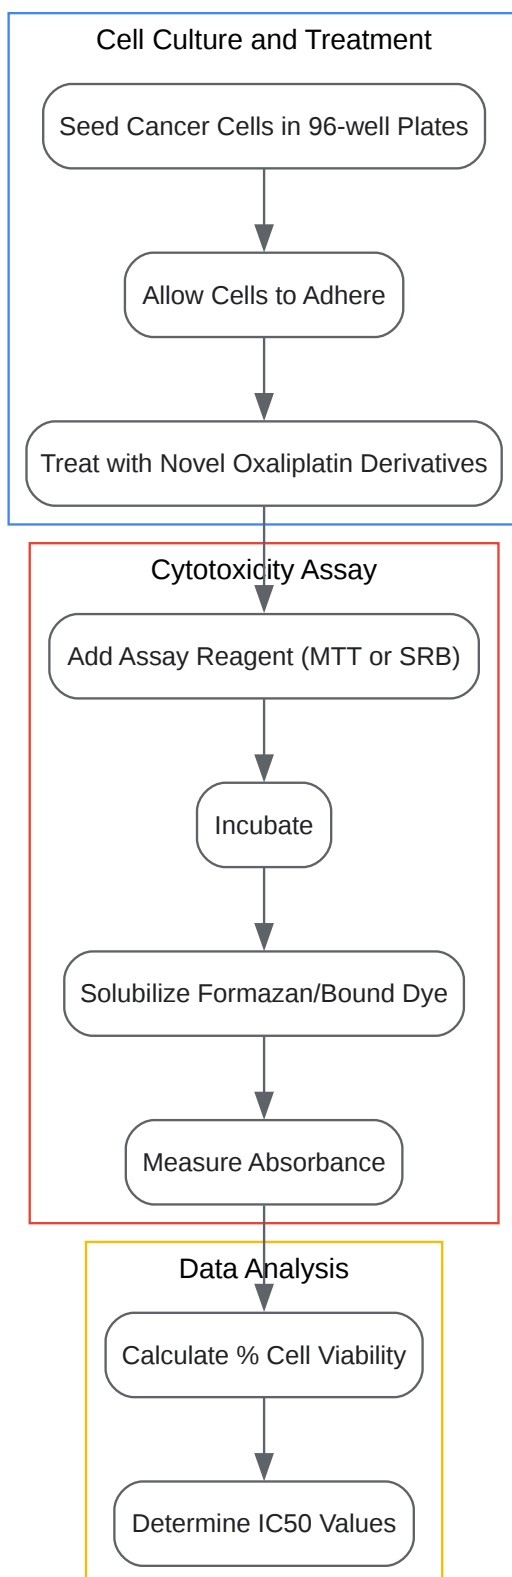 Cell Culture and Treatment
Seed Cancer Cells in 96-well Plates
Allow Cells to Adhere
Treat with Novel Oxaliplatin Derivatives
Cytotoxicity Assay
Add Assay Reagent (MTT or SRB)
Incubate
Solubilize Formazan/Bound Dye
Measure Absorbance
Data Analysis
Calculate % Cell Viability
Determine IC50 Values